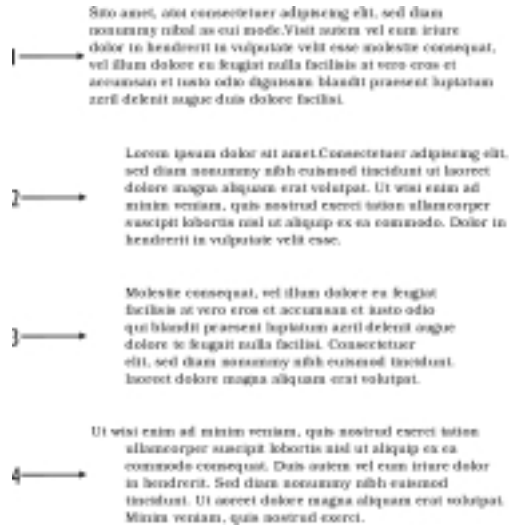 Sito amet, atot consectetuer adipiscing elit, sed diam
nonummy nibal as eui mode.Visit autem vel eum iriure
dolor in hendrerit in vulputate velit esse molestie consequat,
1
vel illum dolore eu feugiat nulla facilisis at vero eros et
accumsan et iusto odio dignissim blandit praesent luptatum
zzril delenit augue duis dolore facilisi.
Lorem ipsum dolor sit amet.Consectetuer adipiscing elit,
sed diam nonummy nibh euismod tincidunt ut laoreet
dolore magna aliquam erat volutpat. Ut wisi enim ad
2
minim veniam, quis nostrud exerci tation ullamcorper
suscipit lobortis nisl ut aliquip ex ea commodo. Dolor in
hendrerit in vulputate velit esse.
Molestie consequat, vel illum dolore eu feugiat
facilisis at vero eros et accumsan et iusto odio
qui blandit praesent luptatum azril delenit augue
3
dolore te feugait nulla facilisi. Consectetuer
elit, sed diam nonummy nibh euismod tincidunt.
laoreet dolore magna aliquam erat volutpat.
Ut wisi enim ad minim veniam, quis nostrud exerci tation
ullamcorper suscipit lobortis nisl ut aliquip ex ea
commodo consequat. Duis autem vel eum iriure dolor
4
in hendrerit. Sed diam nonummy nibh euismod
tincidunt. Ut aoreet dolore magna aliquam erat volutpat.
Minim veniam, quis nostrud exerci.